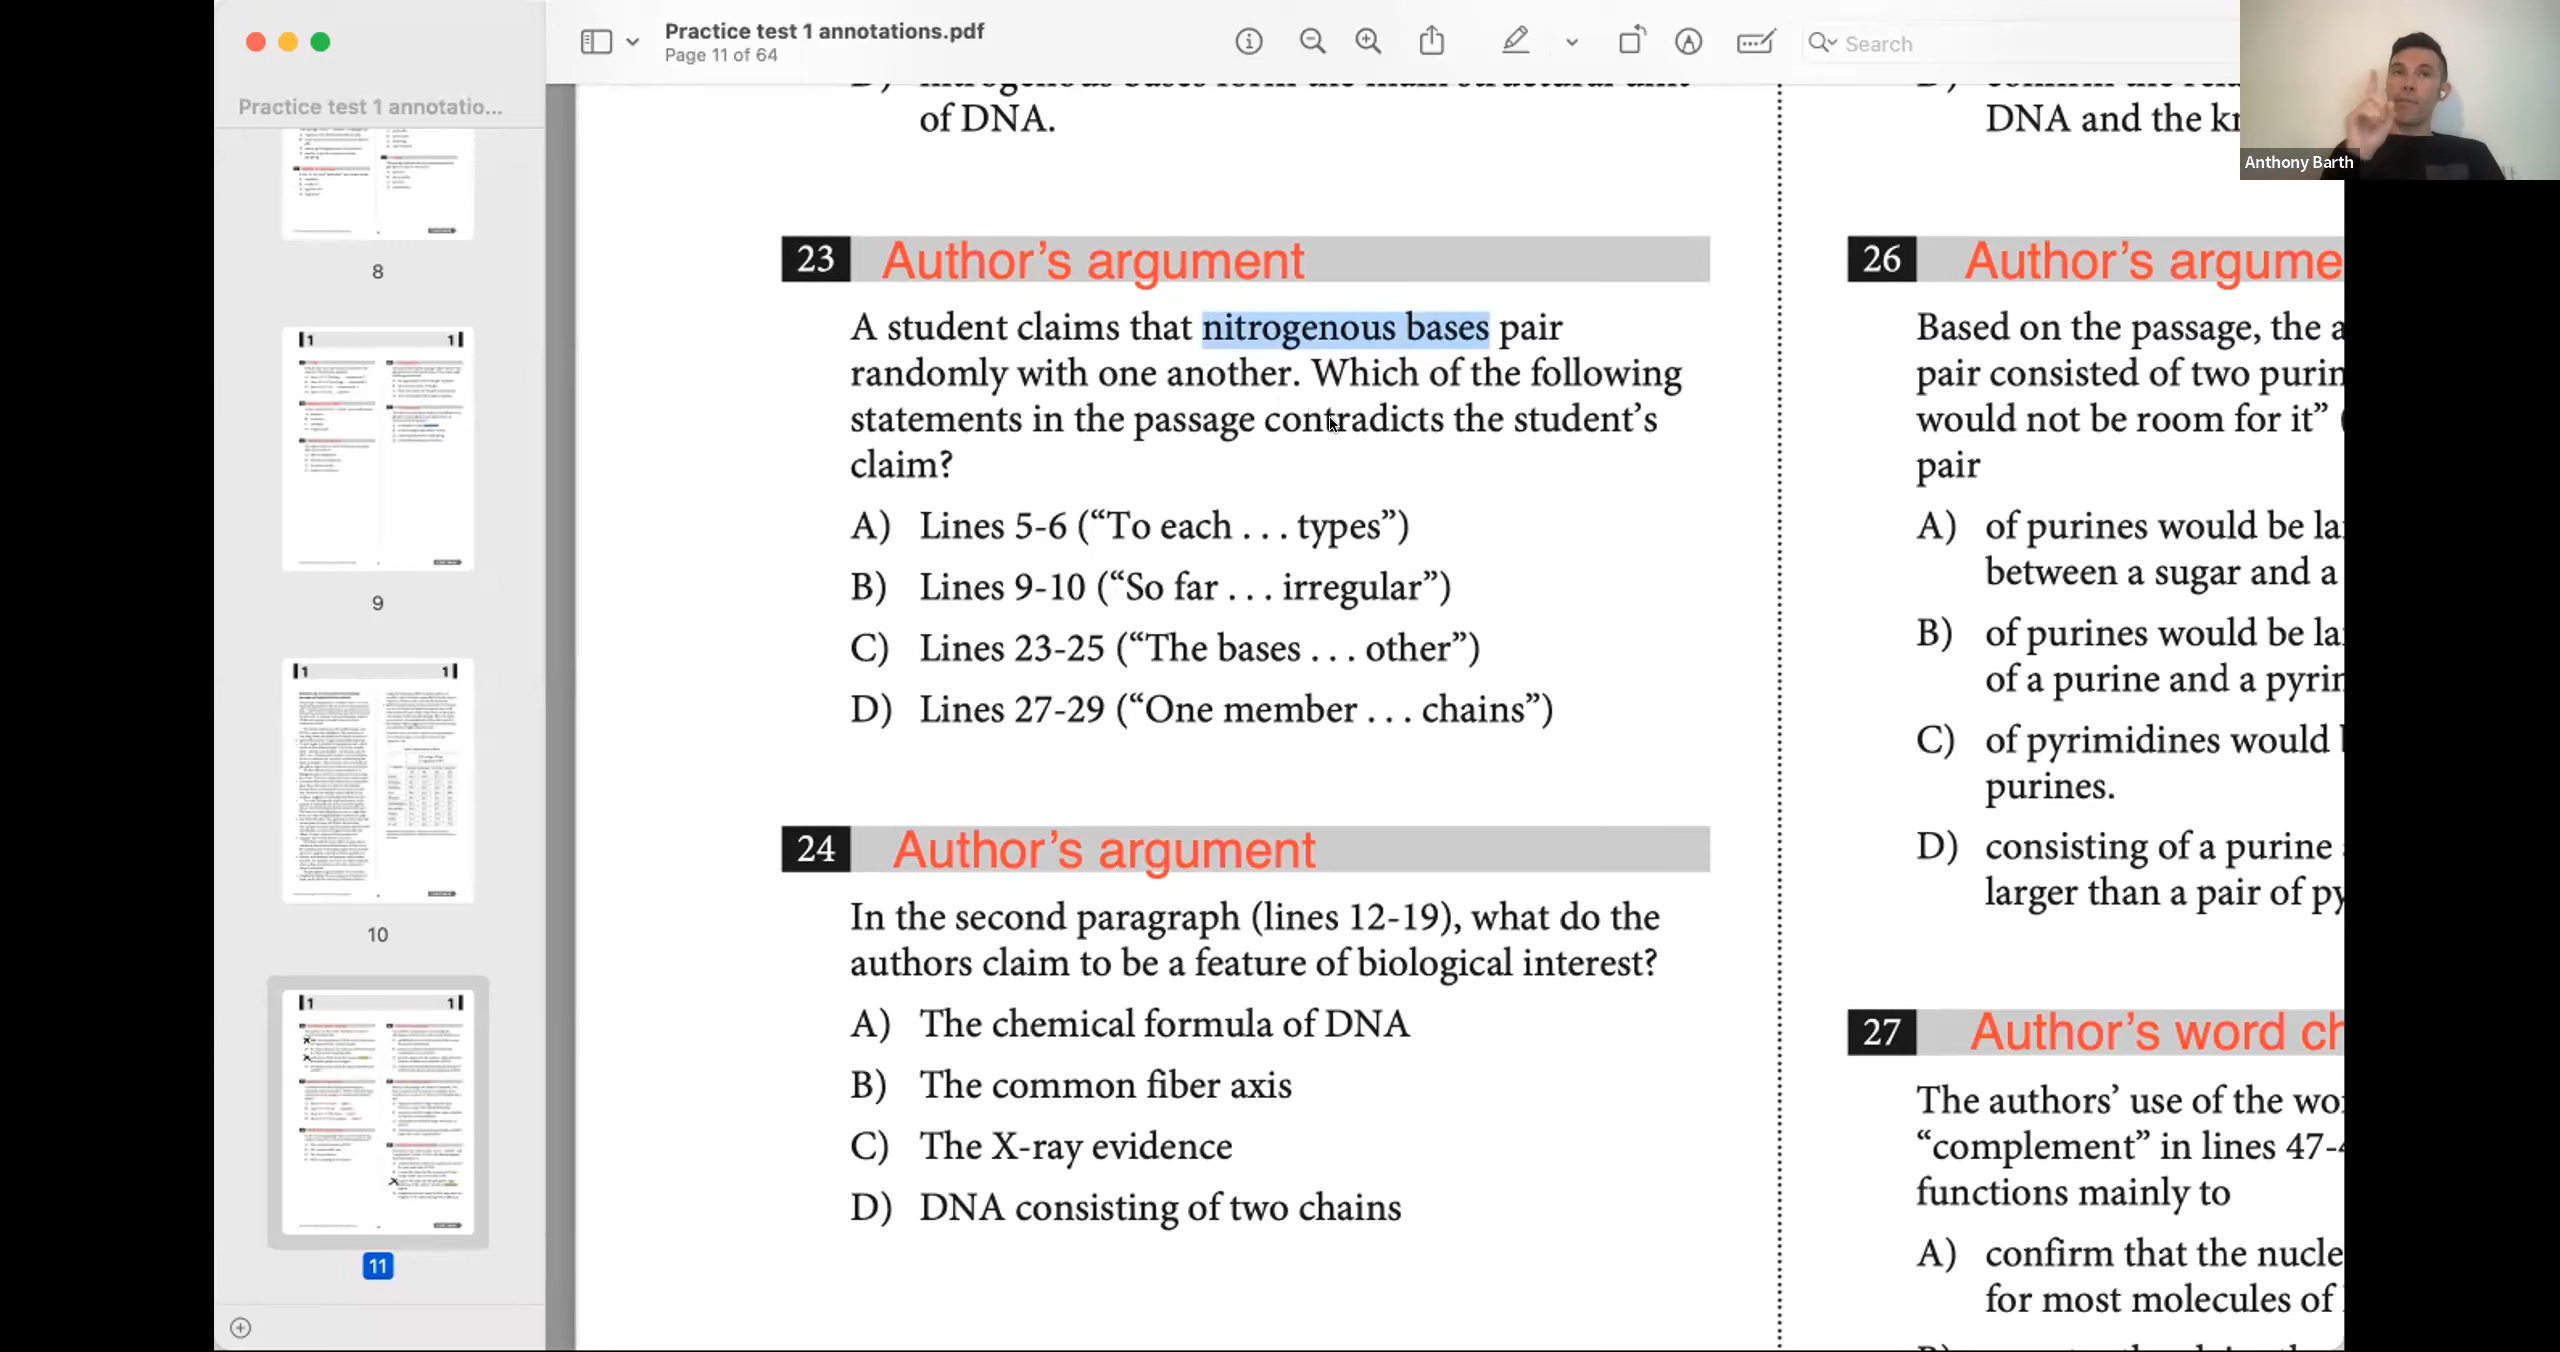 Practice test 1 annotatio...
8
1 1
9
1 1
10
1 1
11
Practice test 1 annotations.pdf
Page 11 of 64
Search
Anthony Barth
of DNA.
23 Author's argument
A student claims that nitrogenous bases pair
randomly with one another. Which of the following
statements in the passage contradicts the student's
claim?
A) Lines 5-6 (“To each . . . types”)
B) Lines 9-10 (“So far . . . irregular”)
C) Lines 23-25 (“The bases . . . other”)
D) Lines 27-29 (“One member . . . chains”)
24 Author's argument
In the second paragraph (lines 12-19), what do the
authors claim to be a feature of biological interest?
A) The chemical formula of DNA
B) The common fiber axis
C) The X-ray evidence
D) DNA consisting of two chains
DNA and the
26 Author's argume
Based on the passage, the a
pair consisted of two purin
would not be room for it”
pair
A) of purines would be la
between a sugar and a
B) of purines would be la
of a purine and a pyrin
C) of pyrimidines would
purines.
D) consisting of a purine
larger than a pair of py
27 Author's word ch
The authors' use of the wo
“complement” in lines 47-
functions mainly to
A) confirm that the nucle
for most molecules of